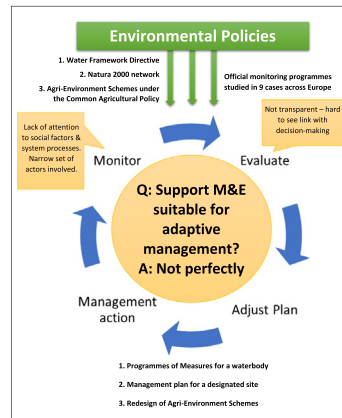 Environmental Policies
1. Water Framework Directive
2. Natura 2000 network
3. Agri-Environment Schemes under
the Common Agricultural Policy
Official monitoring programmes
studied in 9 cases across Europe
Lack of attention
to social factors &
system processes.
Narrow set of
actors involved.
Not transparent – hard
to see link with
decision-making
Monitor
Evaluate
Q: Support M&E
suitable for
adaptive
management?
A: Not perfectly
Management
action
Adjust Plan
1. Programmes of Measures for a waterbody
2. Management plan for a designated site
3. Redesign of Agri-Environment Schemes